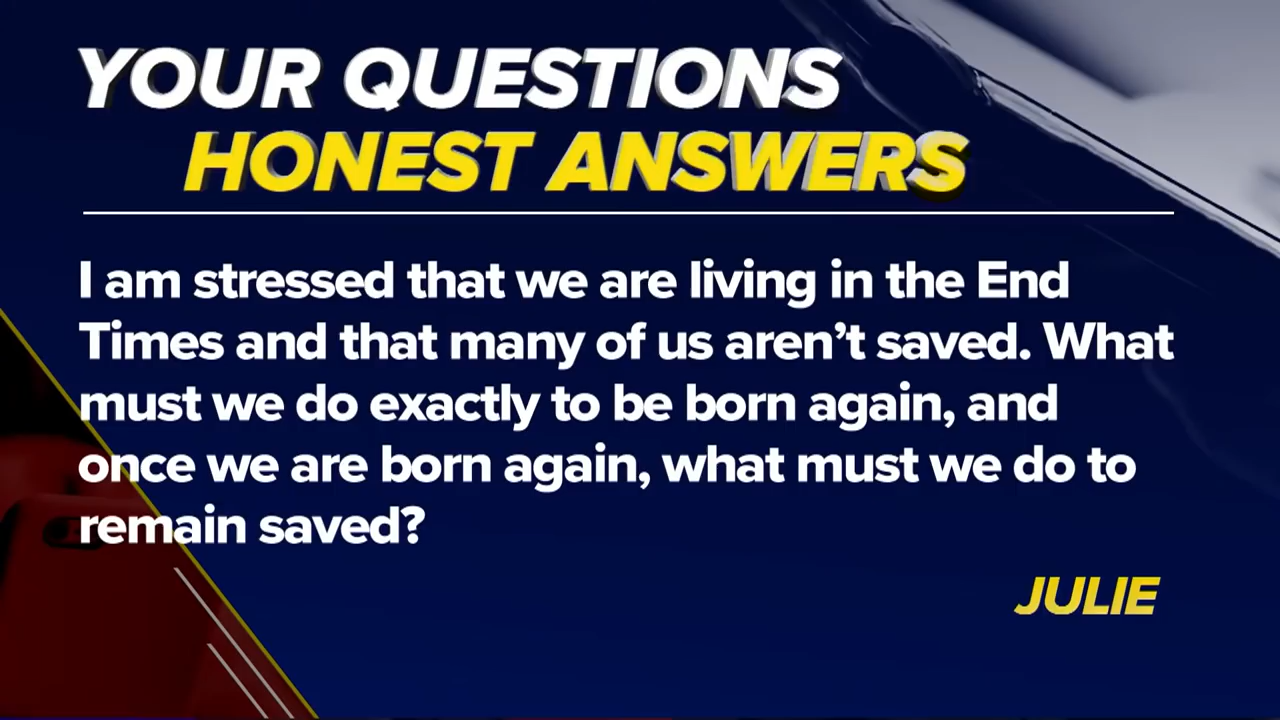 YOUR QUESTIONS
HONEST ANSWERS
I am stressed that we are living in the End
Times and that many of us aren’t saved. What
must we do exactly to be born again, and
once we are born again, what must we do to
remain saved?
JULIE